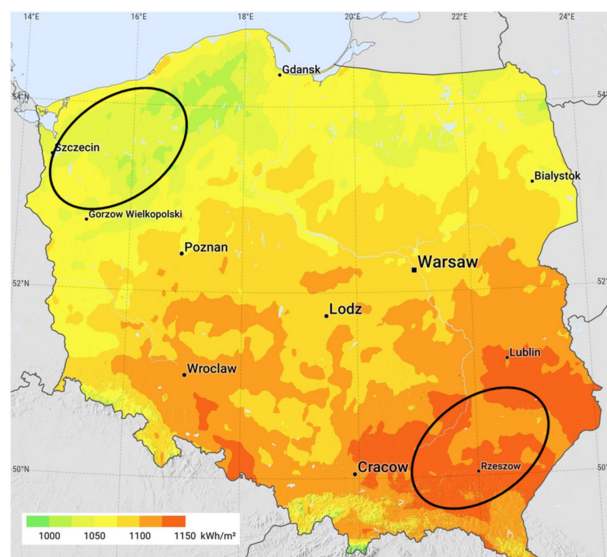 14°E 16°E 18°E 20°E 22°E 24°E
Gdansk
54°N 54°N
Szczecin
Bialystok
Gorzow Wielkopolski
Poznan
Warsaw
52°N 52°N
Lodz
Lublin
Wroclaw
50°N Cracow Rzeszow 50°N
1000 1050 1100 1150 kWh/m²